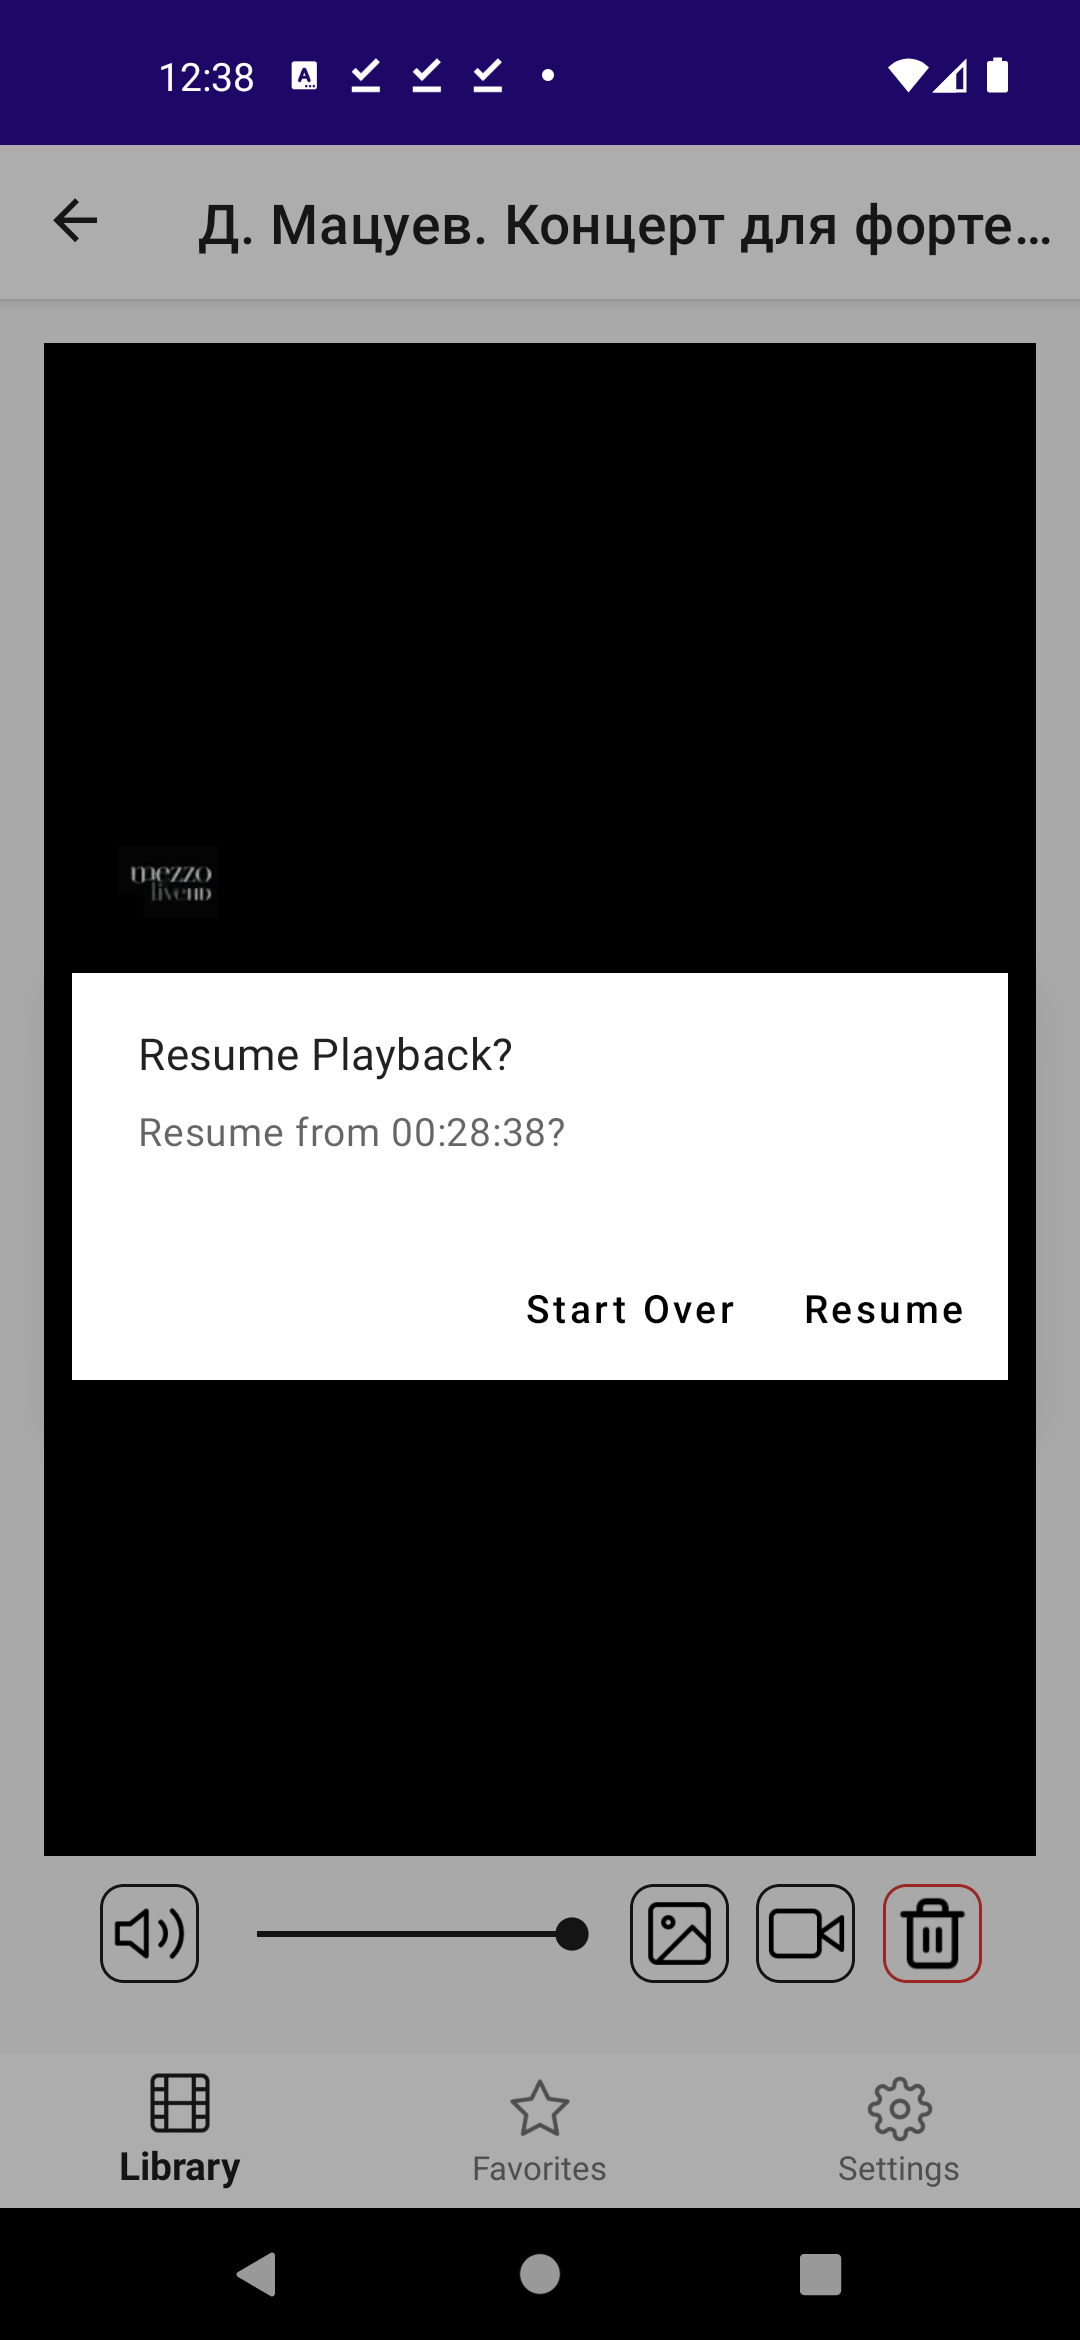 12:38
Д. Мацуев. Концерт для форте...
mezzo
liveHD
Resume Playback?
Resume from 00:28:38?
Start Over Resume
Library Favorites Settings